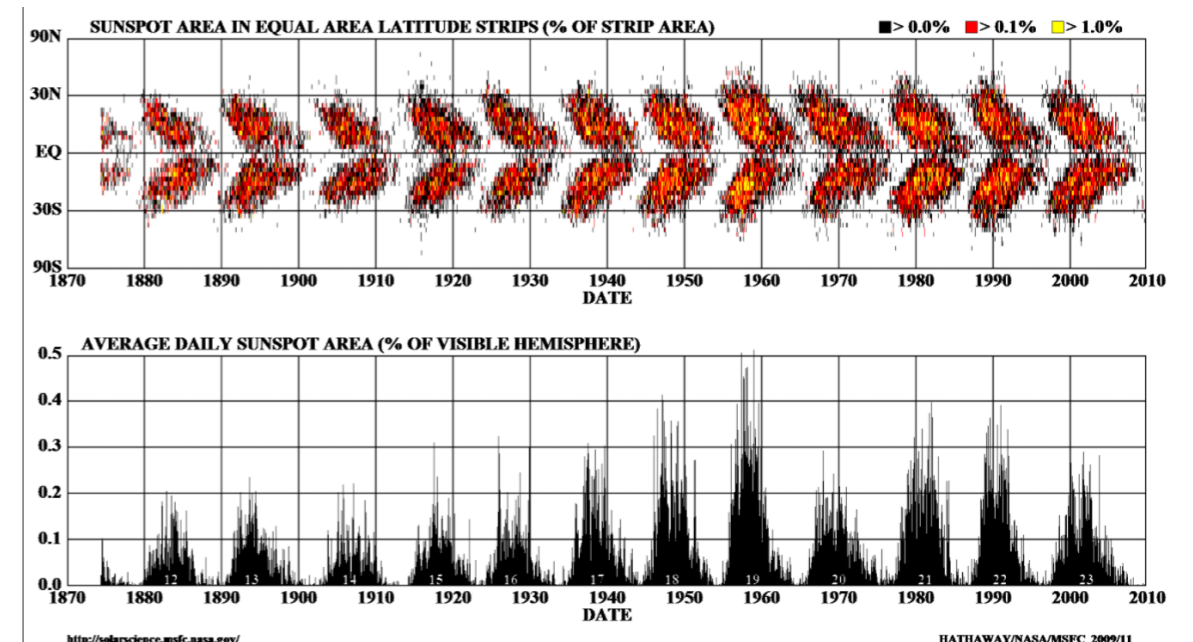 SUNSPOT AREA IN EQUAL AREA LATITUDE STRIPS (% OF STRIP AREA) > 0.0% > 0.1% > 1.0%
90N
30N
EQ
30S
90S
1870 1880 1890 1900 1910 1920 1930 1940 1950 1960 1970 1980 1990 2000 2010
DATE
AVERAGE DAILY SUNSPOT AREA (% OF VISIBLE HEMISPHERE)
0.5
0.4
0.3
0.2
0.1
0.0
12 13 14 15 16 17 18 19 20 21 22 23
1870 1880 1890 1900 1910 1920 1930 1940 1950 1960 1970 1980 1990 2000 2010
DATE
http://solarscience.msfc.nasa.gov/ HATHAWAY/NASA/MSFC 2009/11